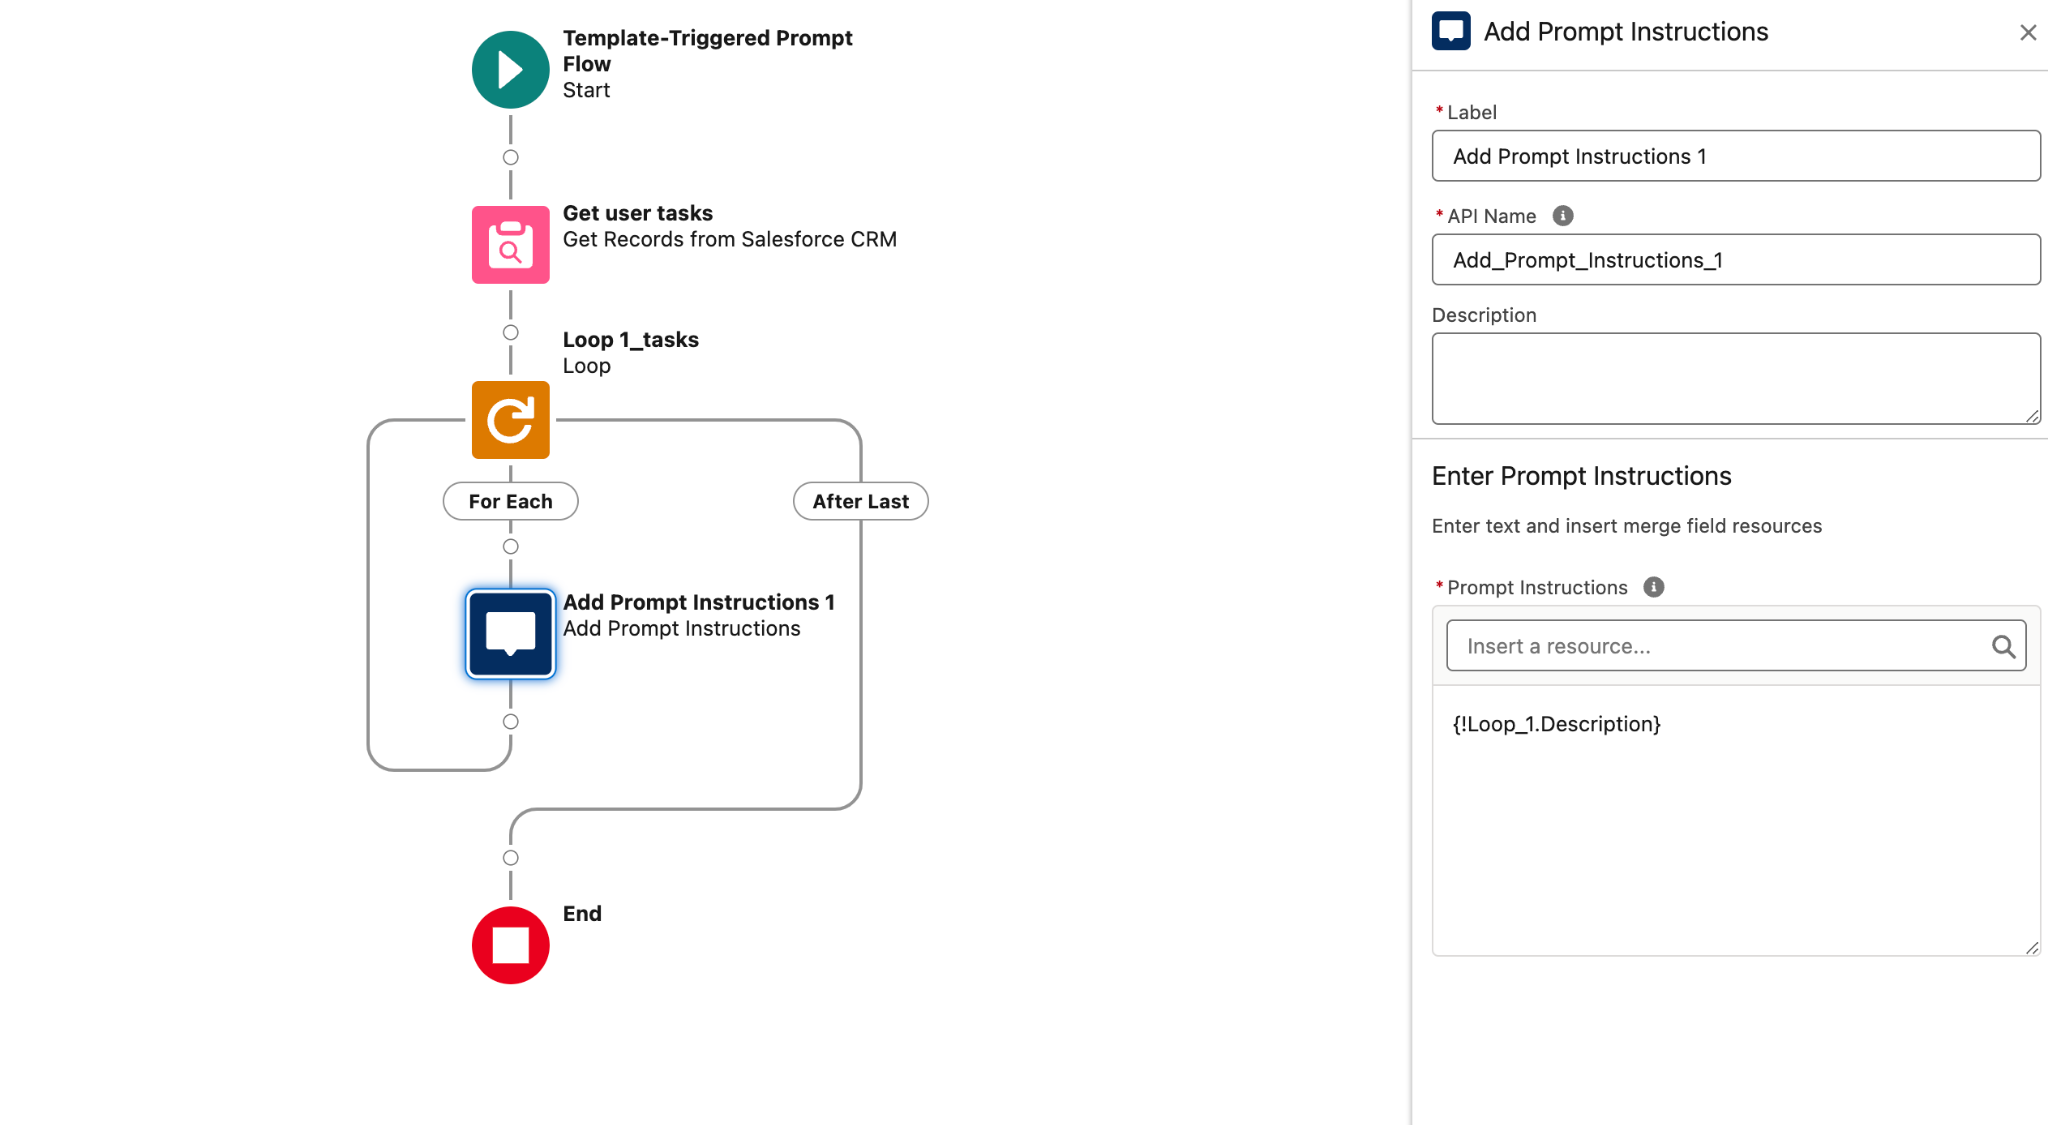 Template-Triggered Prompt
Flow
Start
Get user tasks
Get Records from Salesforce CRM
Loop 1_tasks
Loop
For Each
After Last
Add Prompt Instructions 1
Add Prompt Instructions
End
Add Prompt Instructions
* Label
Add Prompt Instructions 1
* API Name
Add_Prompt_Instructions_1
Description
Enter Prompt Instructions
Enter text and insert merge field resources
* Prompt Instructions
Insert a resource...
{!Loop_1.Description}